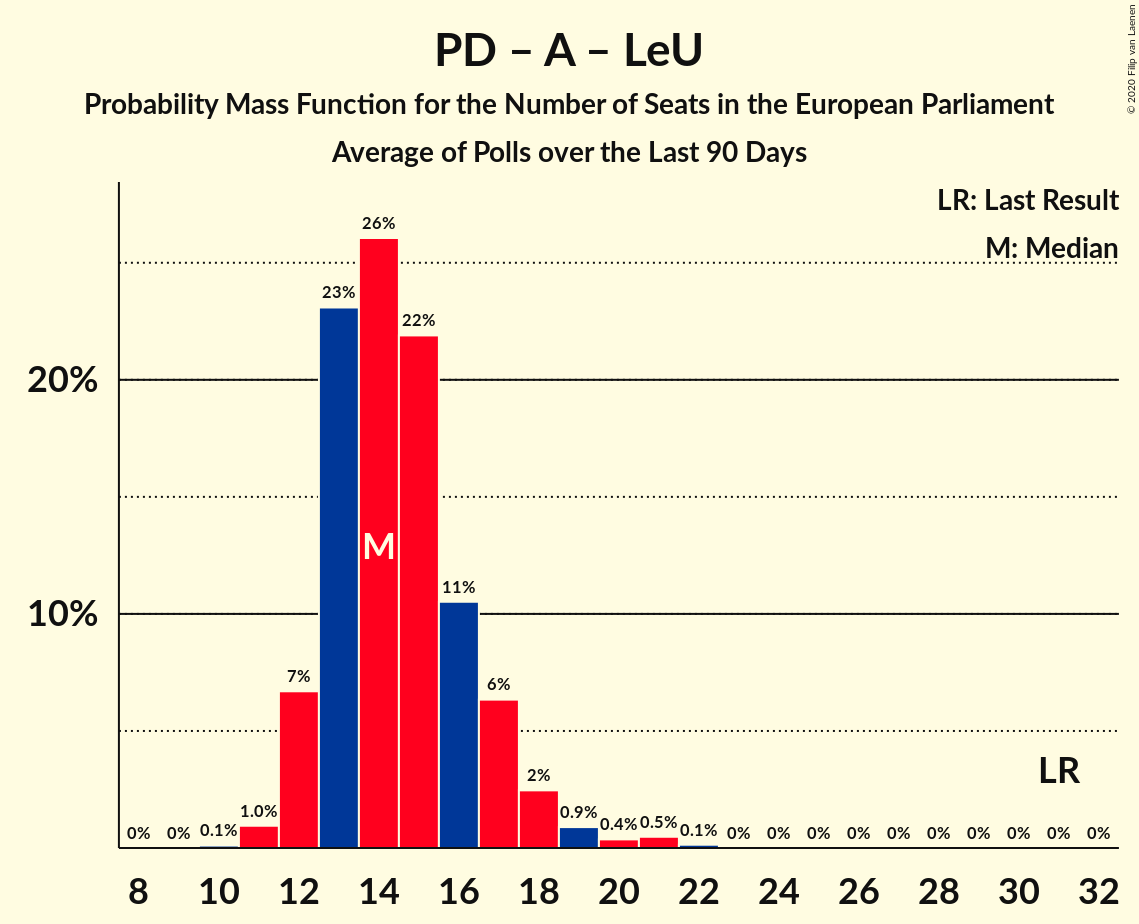 PD – A – LeU
Probability Mass Function for the Number of Seats in the European Parliament
Average of Polls over the Last 90 Days
© 2020 Filip van Laenen
LR: Last Result
M: Median
20%
10%
0% 0% 0.1% 1.0% 7% 23% 26% 22% 11% 6% 2% 0.9% 0.4% 0.5% 0.1% 0% 0% 0% 0% 0% 0% 0% 0% 0% 0%
M
LR
8 10 12 14 16 18 20 22 24 26 28 30 32